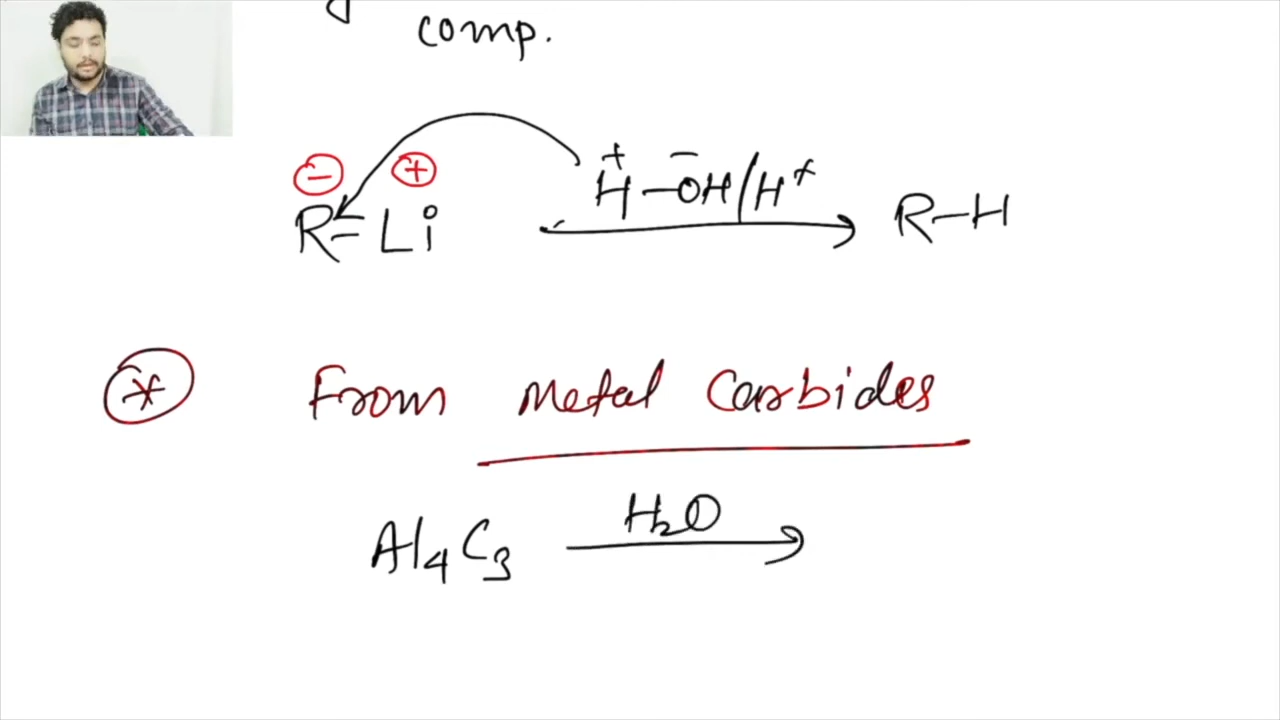 comp.
⊖ ⊕
R-Li H⁺-OH⁻/H⁺ → R-H
* From Metal Carbides
Al₄C₃ H₂O →